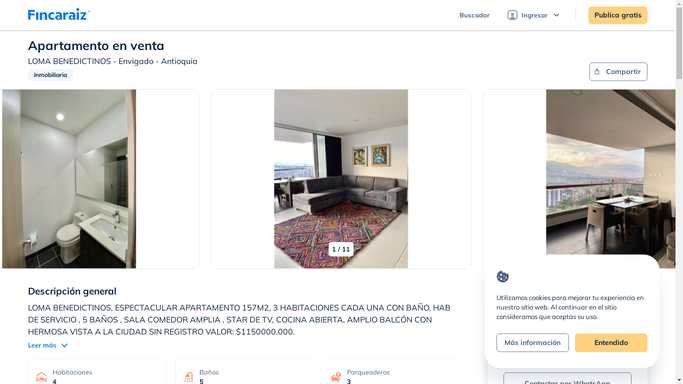 Fincaraiz
Buscador
Ingresar
Publica gratis
Apartamento en venta
LOMA BENEDICTINOS - Envigado - Antioquia
Inmobiliaria
Compartir
1 / 11
Descripción general
LOMA BENEDICTINOS, ESPECTACULAR APARTAMENTO 157M2, 3 HABITACIONES CADA UNA CON BAÑO, HAB
DE SERVICIO , 5 BAÑOS , SALA COMEDOR AMPLIA , STAR DE TV, COCINA ABIERTA, AMPLIO BALCÓN CON
HERMOSA VISTA A LA CIUDAD SIN REGISTRO VALOR: $1150000.000.
Leer más
Habitaciones
4
Baños
5
Parqueaderos
3
Utilizamos cookies para mejorar tu experiencia en
nuestro sitio web. Al continuar en el sitio
consideramos que aceptas su uso.
Más información
Entendido
Contactar por WhatsApp